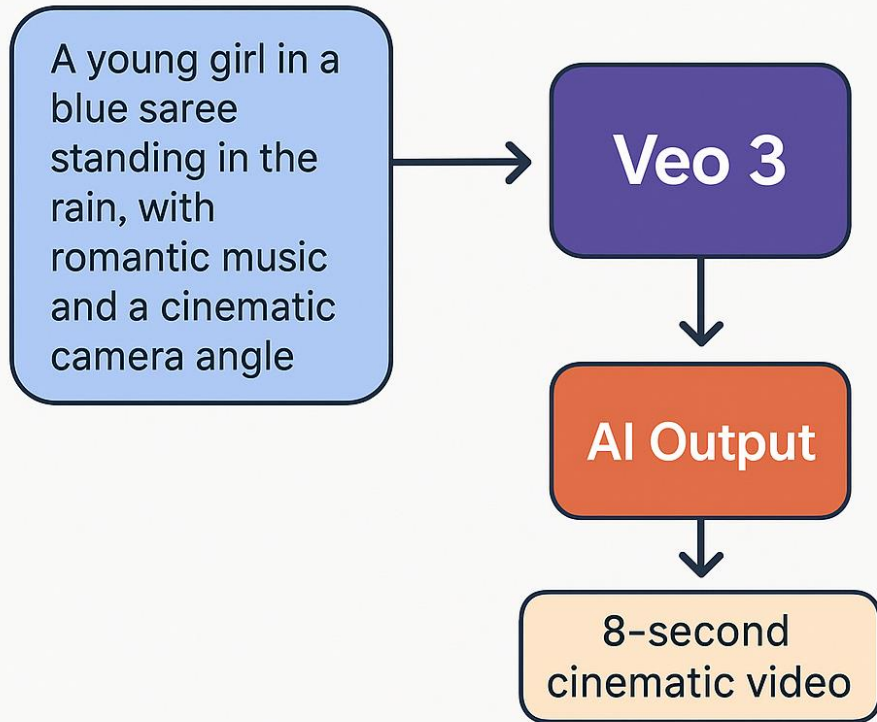 A young girl in a
blue saree
standing in the
rain, with
romantic music
and a cinematic
camera angle
Veo 3
AI Output
8-second
cinematic video